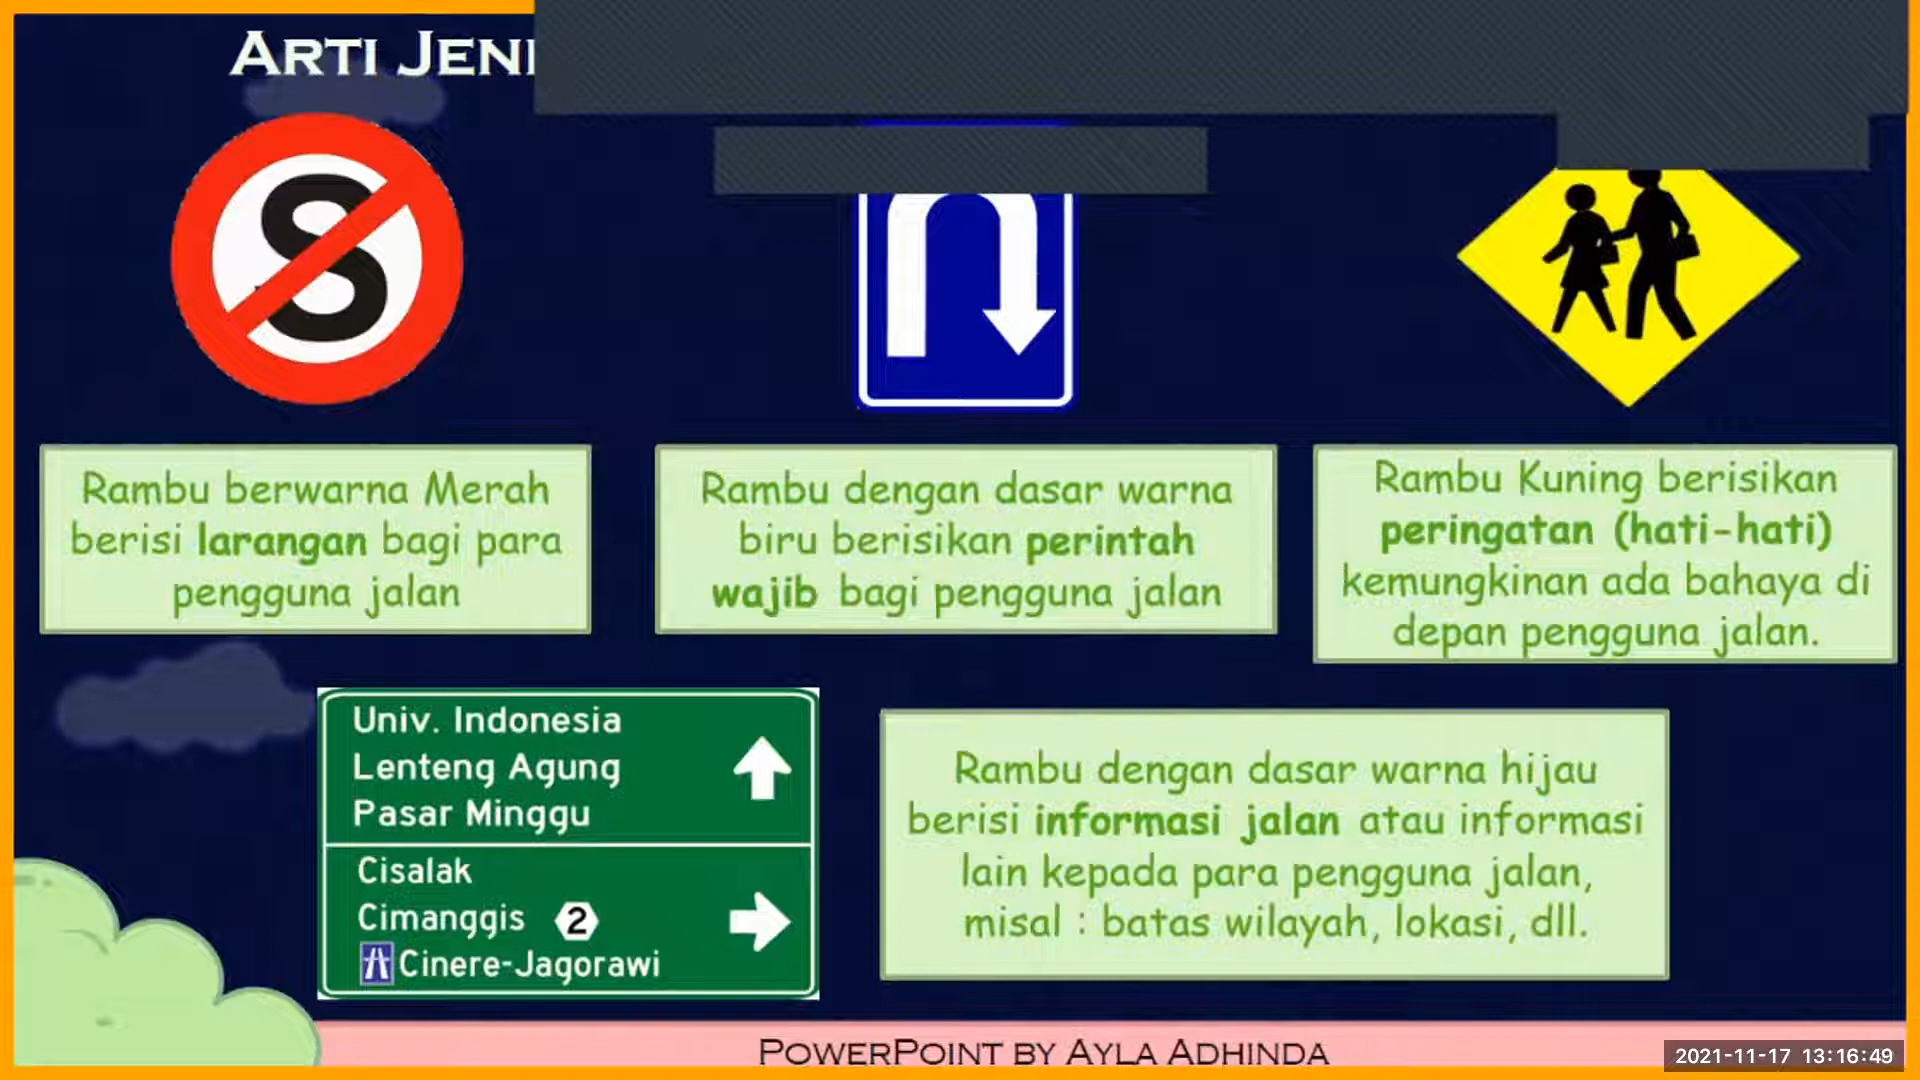 ARTI JENI
S
Rambu berwarna Merah
berisi larangan bagi para
pengguna jalan
Rambu dengan dasar warna
biru berisikan perintah
wajib bagi pengguna jalan
Rambu Kuning berisikan
peringatan (hati-hati)
kemungkinan ada bahaya di
depan pengguna jalan.
Univ. Indonesia
Lenteng Agung
Pasar Minggu
Cisalak
Cimanggis 2
Cinere-Jagorawi
Rambu dengan dasar warna hijau
berisi informasi jalan atau informasi
lain kepada para pengguna jalan,
misal : batas wilayah, lokasi, dll.
POWERPOINT BY AYLA ADHINDA
2021-11-17 13:16:49